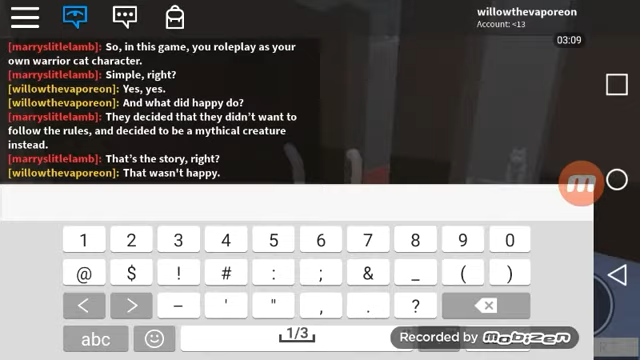 willowthevaporeon
Account: <13
03:09
[marryslitlelamb]: So, in this game, you roleplay as your
own warrior cat character.
[marryslitlelamb]: Simple, right?
[willowthevaporeon]: Yes, yes.
[willowthevaporeon]: And what did happy do?
[marryslitlelamb]: They decided that they didn't want to
follow the rules, and decided to be a mythical creature
instead.
[marryslitlelamb]: That's the story, right?
[willowthevaporeon]: That wasn't happy.
1 2 3 4 5 6 7 8 9 0
@ $ ! # : ; & _ ( )
< > – ' " , . ?
abc 1/3
Recorded by Mobizen